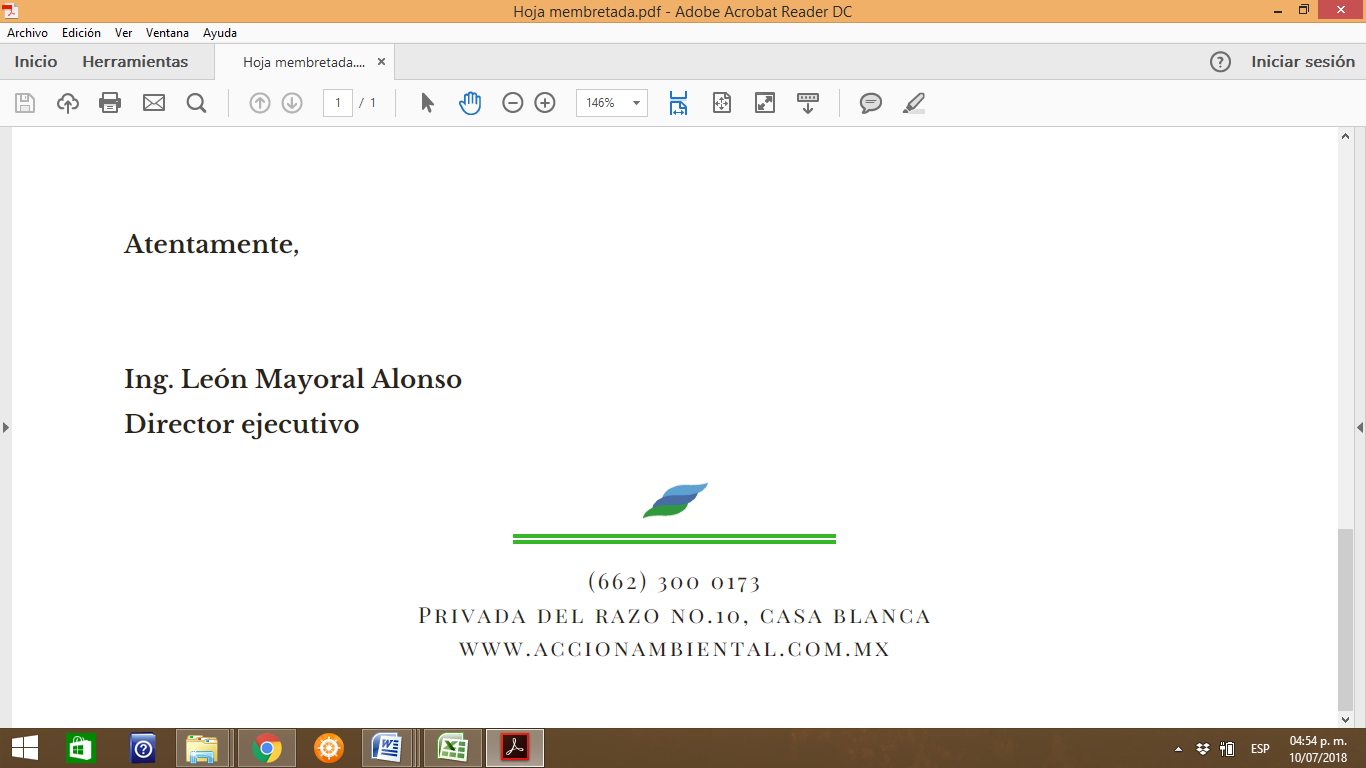 Hoja membretada.pdf - Adobe Acrobat Reader DC
Archivo Edición Ver Ventana Ayuda
Inicio Herramientas Hoja membretada.... Iniciar sesión
1 / 1 146%
Atentamente,
Ing. León Mayoral Alonso
Director ejecutivo
(662) 300 0173
Privada del razo no.10, casa blanca
www.accionambiental.com.mx
ESP
04:54 p. m.
10/07/2018